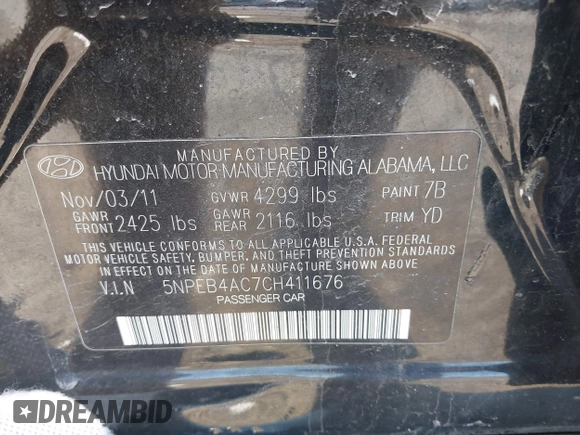 MANUFACTURED BY
HYUNDAI MOTOR MANUFACTURING ALABAMA, LLC
Nov/03/11 GVWR 4299 lbs PAINT 7B
GAWR FRONT 2425 lbs GAWR REAR 2116 lbs TRIM YD
THIS VEHICLE CONFORMS TO ALL APPLICABLE U.S.A. FEDERAL
MOTOR VEHICLE SAFETY, BUMPER, AND THEFT PREVENTION STANDARDS
IN EFFECT ON THE DATE OF MANUFACTURE SHOWN ABOVE
V.I.N 5NPEB4AC7CH411676
PASSENGER CAR
DREAMBID